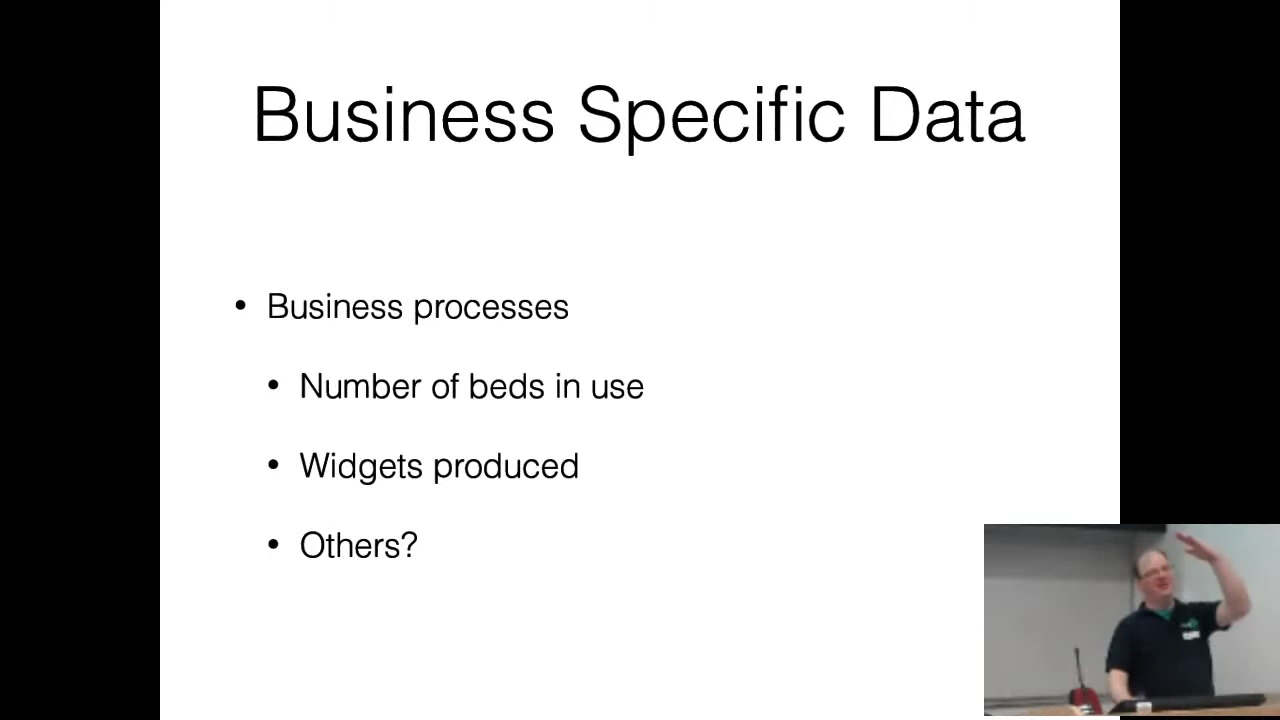 Business Specific Data
• Business processes
• Number of beds in use
• Widgets produced
• Others?